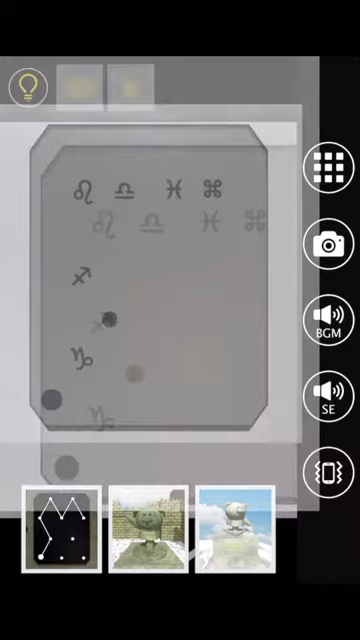 ♌ ♎ ♓ ⌘
♌ ♎ ♓ ⌘
♐
BGM
♑
SE
♑